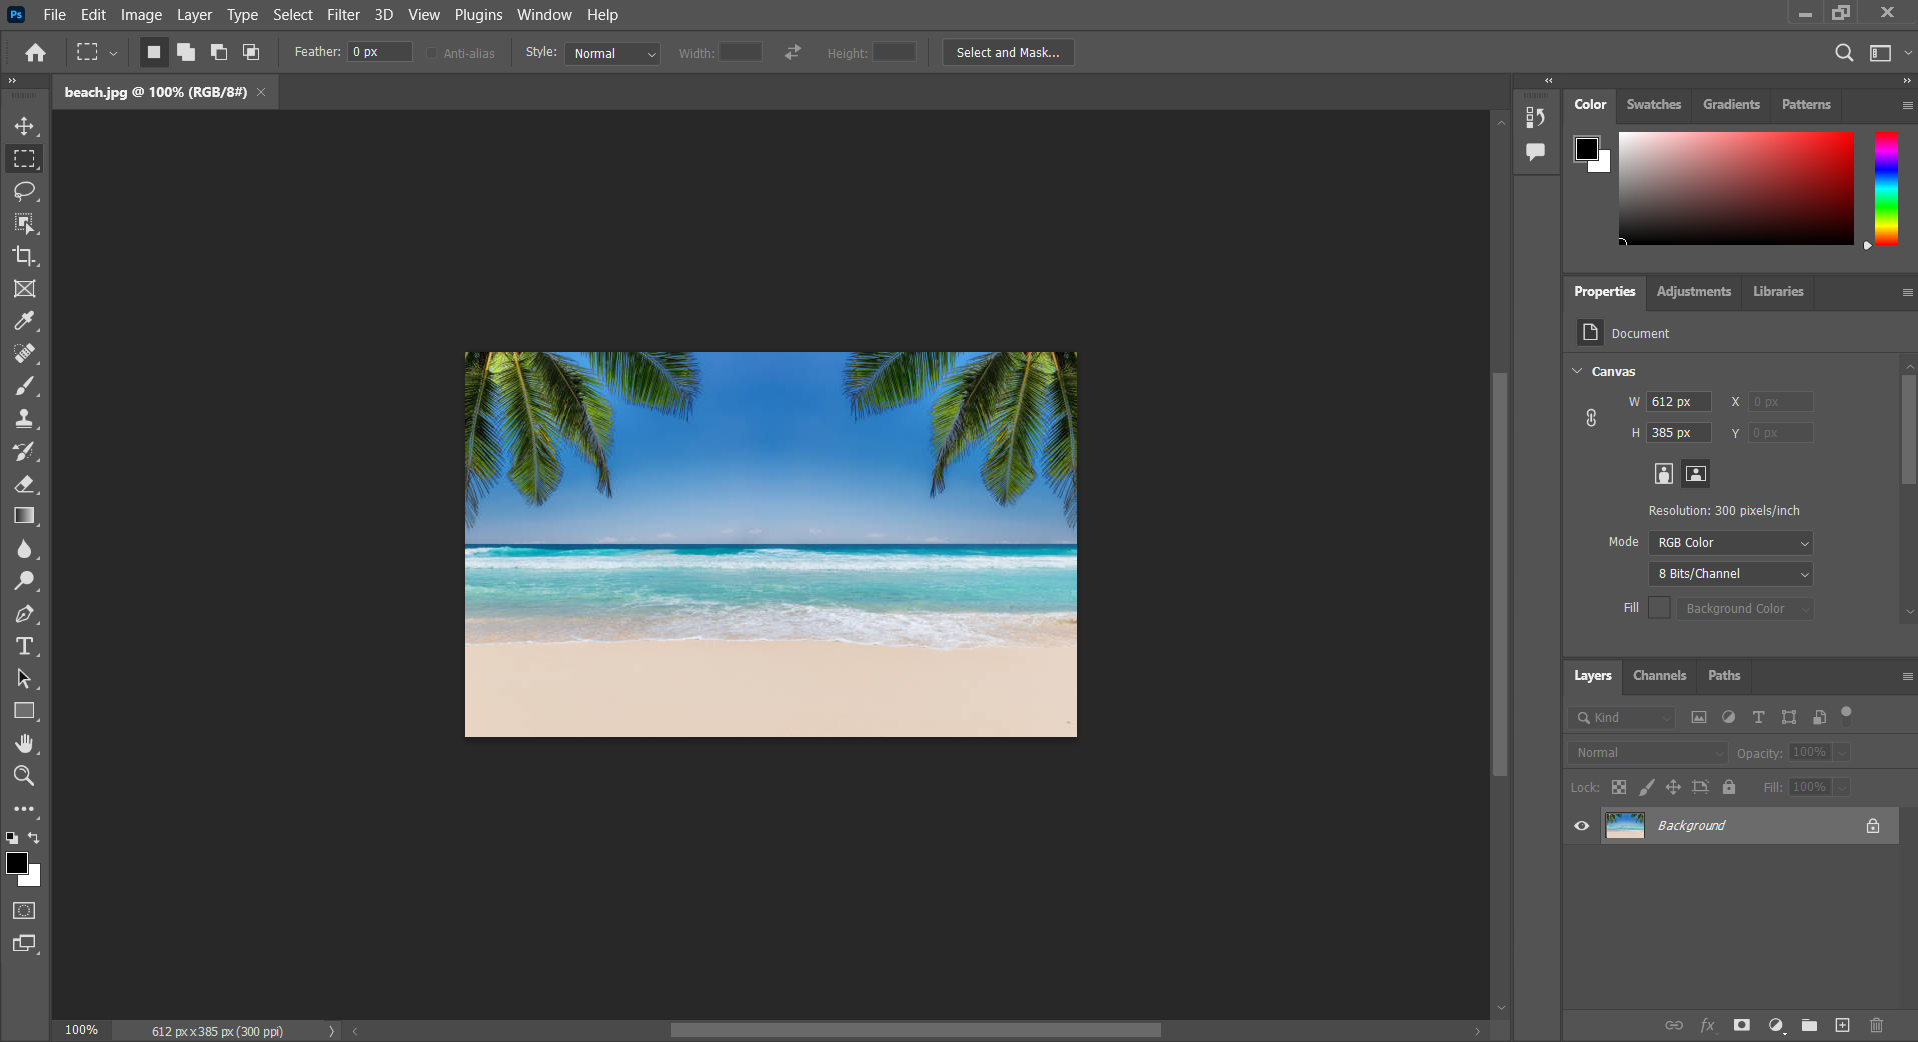 Ps File Edit Image Layer Type Select Filter 3D View Plugins Window Help
Feather: 0 px Anti-alias Style: Normal Width: Height: Select and Mask...
beach.jpg @ 100% (RGB/8#)
Color Swatches Gradients Patterns
Properties Adjustments Libraries
Document
Canvas
W 612 px X 0 px
H 385 px Y 0 px
Resolution: 300 pixels/inch
Mode RGB Color
8 Bits/Channel
Fill Background Color
Layers Channels Paths
Kind
Normal Opacity: 100%
Lock: Fill: 100%
Background
fx
100% 612 px x 385 px (300 ppi)